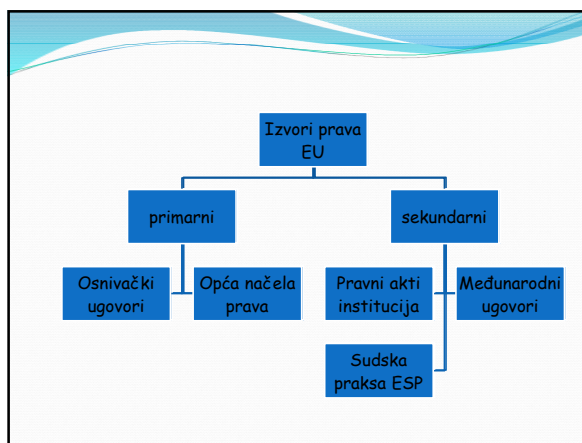 Izvori prava
EU
primarni
sekundarni
Osnivački
ugovori
Opća načela
prava
Pravni akti
institucija
Međunarodni
ugovori
Sudska
praksa ESP